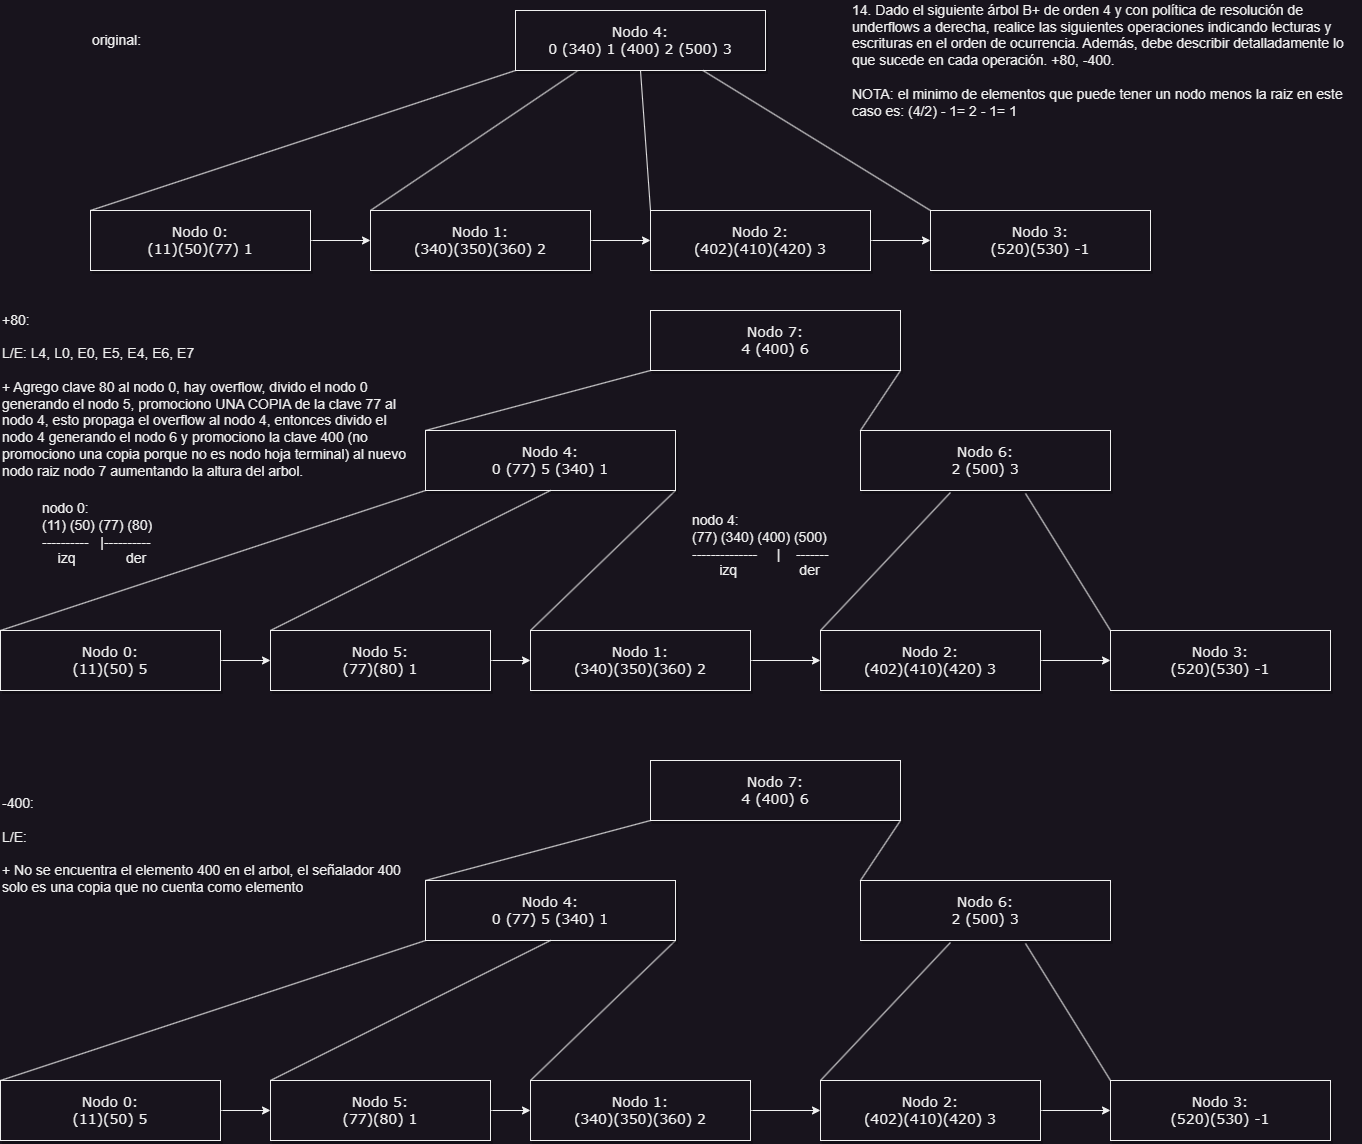 original:
Nodo 4:
0 (340) 1 (400) 2 (500) 3
14. Dado el siguiente árbol B+ de orden 4 y con política de resolución de
underflows a derecha, realice las siguientes operaciones indicando lecturas y
escrituras en el orden de ocurrencia. Además, debe describir detalladamente lo
que sucede en cada operación. +80, -400.
NOTA: el minimo de elementos que puede tener un nodo menos la raiz en este
caso es: (4/2) - 1= 2 - 1= 1
Nodo 0:
(11)(50)(77) 1
Nodo 1:
(340)(350)(360) 2
Nodo 2:
(402)(410)(420) 3
Nodo 3:
(520)(530) -1
+80:
L/E: L4, L0, E0, E5, E4, E6, E7
+ Agrego clave 80 al nodo 0, hay overflow, divido el nodo 0
generando el nodo 5, promociono UNA COPIA de la clave 77 al
nodo 4, esto propaga el overflow al nodo 4, entonces divido el
nodo 4 generando el nodo 6 y promociono la clave 400 (no
promociono una copia porque no es nodo hoja terminal) al nuevo
nodo raiz nodo 7 aumentando la altura del arbol.
Nodo 7:
4 (400) 6
Nodo 4:
0 (77) 5 (340) 1
Nodo 6:
2 (500) 3
nodo 0:
(11) (50) (77) (80)
---------- |----------
izq der
nodo 4:
(77) (340) (400) (500)
-------------- | -------
izq der
Nodo 0:
(11)(50) 5
Nodo 5:
(77)(80) 1
Nodo 1:
(340)(350)(360) 2
Nodo 2:
(402)(410)(420) 3
Nodo 3:
(520)(530) -1
-400:
L/E:
+ No se encuentra el elemento 400 en el arbol, el señalador 400
solo es una copia que no cuenta como elemento
Nodo 7:
4 (400) 6
Nodo 4:
0 (77) 5 (340) 1
Nodo 6:
2 (500) 3
Nodo 0:
(11)(50) 5
Nodo 5:
(77)(80) 1
Nodo 1:
(340)(350)(360) 2
Nodo 2:
(402)(410)(420) 3
Nodo 3:
(520)(530) -1